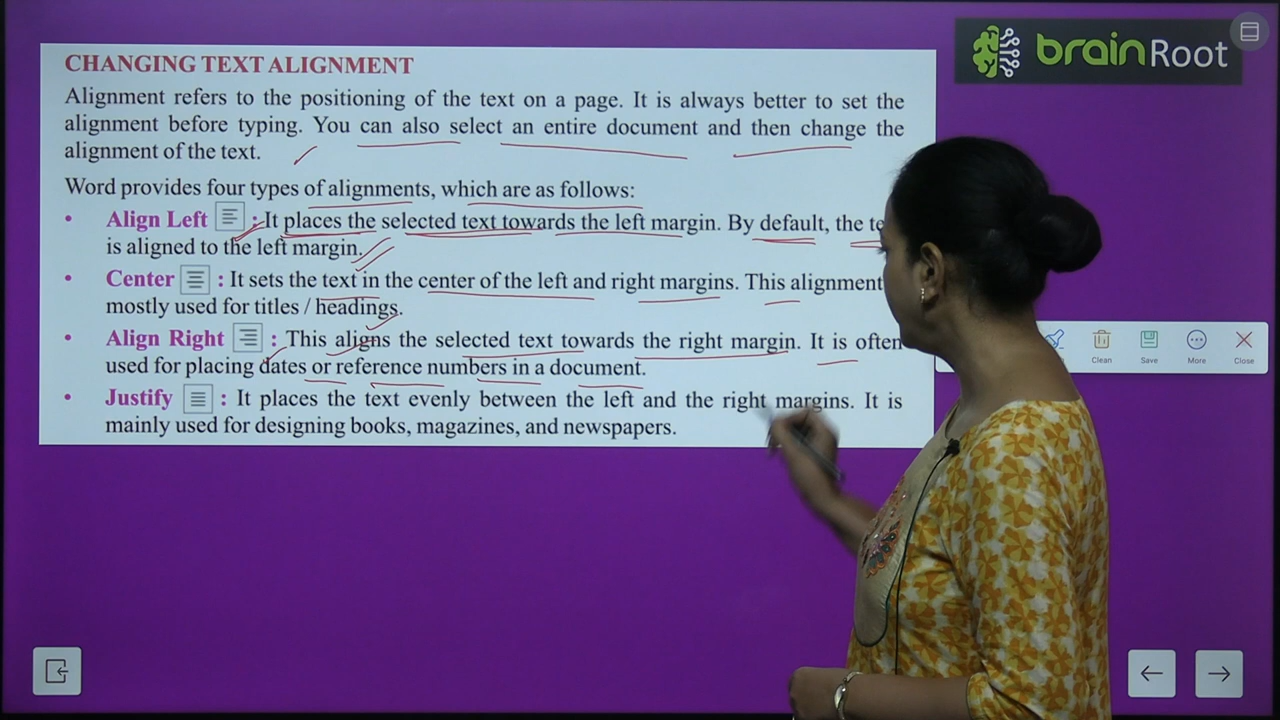 brainRoot
CHANGING TEXT ALIGNMENT
Alignment refers to the positioning of the text on a page. It is always better to set the
alignment before typing. You can also select an entire document and then change the
alignment of the text.
Word provides four types of alignments, which are as follows:
• Align Left : It places the selected text towards the left margin. By default, the
is aligned to the left margin.
• Center : It sets the text in the center of the left and right margins. This alignment
mostly used for titles / headings.
• Align Right : This aligns the selected text towards the right margin. It is often
used for placing dates or reference numbers in a document.
• Justify : It places the text evenly between the left and the right margins. It is
mainly used for designing books, magazines, and newspapers.
Clean Save More Close